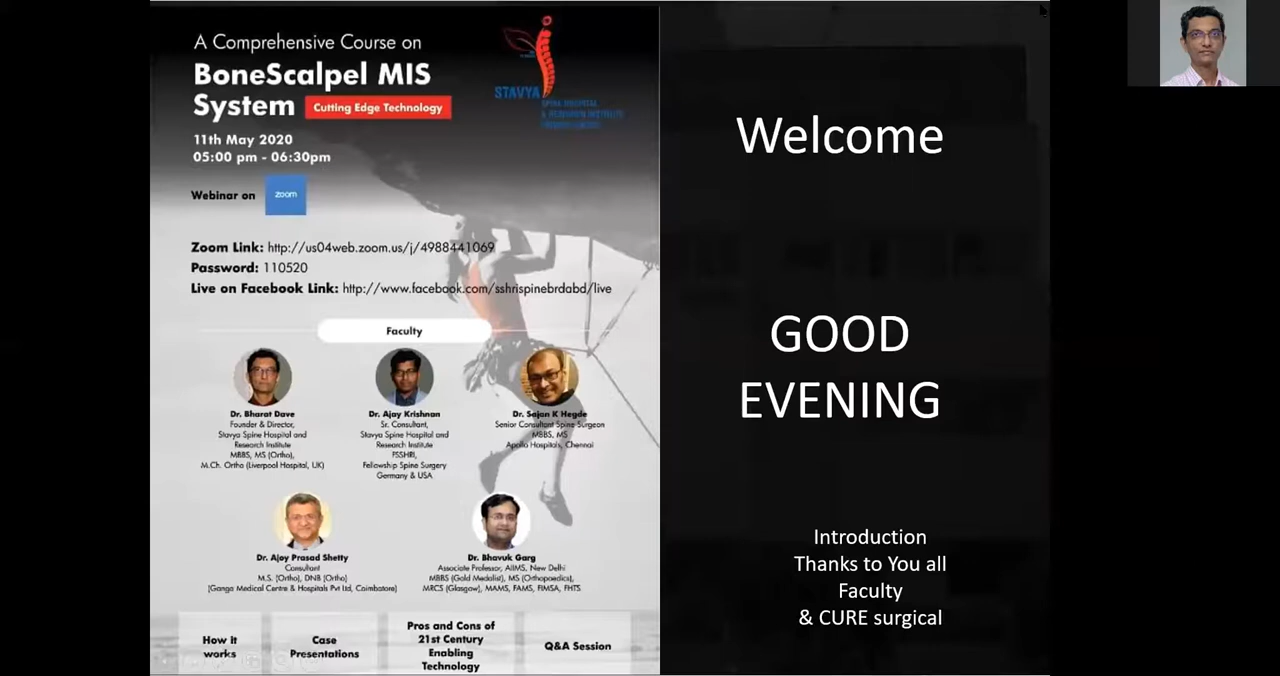 A Comprehensive Course on
BoneScalpel MIS
System Cutting Edge Technology
11th May 2020
05:00 pm - 06:30pm
Webinar on zoom
Zoom Link: http://us04web.zoom.us/j/4988441069
Password: 110520
Live on Facebook Link: http://www.facebook.com/sshrispinebrdabd/live
STAVYA
SPINE HOSPITAL
& RESEARCH INSTITUTE
Faculty
Dr. Bharat Dave
Founder & Director,
Stavya Spine Hospital and
Research Institute
MBBS, MS (Ortho),
M.Ch. Ortho (Liverpool Hospital, UK)
Dr. Ajay Krishnan
Sr. Consultant,
Stavya Spine Hospital and
Research Institute
FSSHRI,
Fellowship Spine Surgery
Germany & USA
Dr. Sajan K Hegde
Senior Consultant Spine Surgeon
MBBS, MS
Apollo Hospitals, Chennai
Dr. Ajoy Prasad Shetty
Consultant
M.S. (Ortho), DNB (Ortho)
(Ganga Medical Centre & Hospitals Pvt Ltd, Coimbatore)
Dr. Bhavuk Garg
Associate Professor, AIIMS, New Delhi
MBBS (Gold Medalist), MS (Orthopaedics),
MRCS (Glasgow), MAMS, FAMS, FIMSA, FHTS
How it
works
Case
Presentations
Pros and Cons of
21st Century
Enabling
Technology
Q&A Session
Welcome
GOOD
EVENING
Introduction
Thanks to You all
Faculty
& CURE surgical